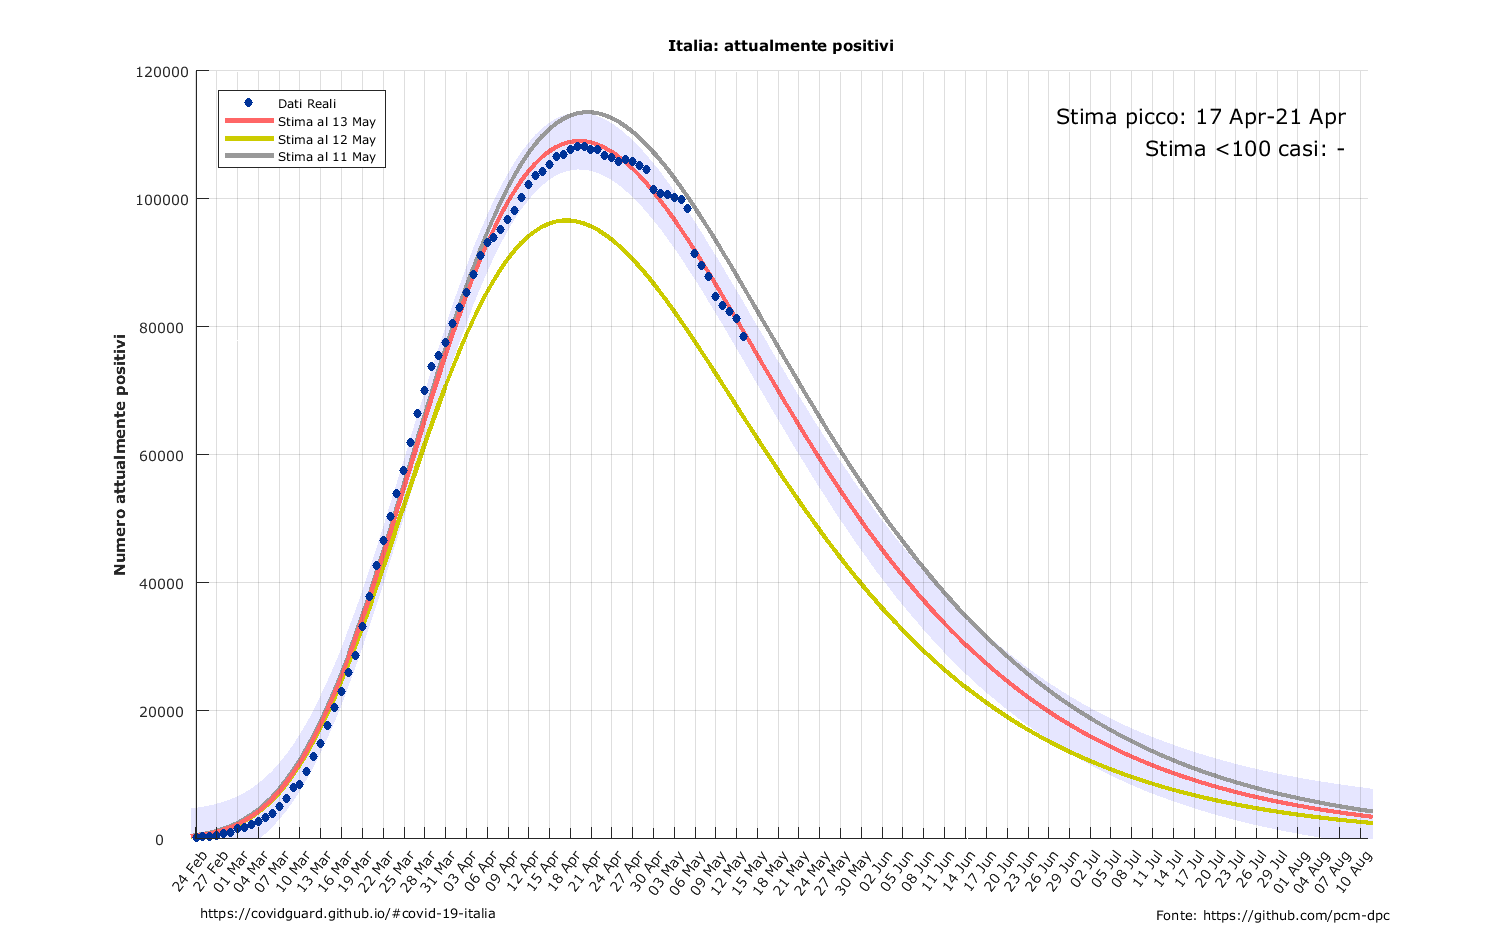 Italia: attualmente positivi
120000
100000
80000
60000
40000
20000
0
Numero attualmente positivi
Dati Reali
Stima al 13 May
Stima al 12 May
Stima al 11 May
Stima picco: 17 Apr-21 Apr
Stima <100 casi: -
24 Feb
27 Feb
01 Mar
04 Mar
07 Mar
10 Mar
13 Mar
16 Mar
19 Mar
22 Mar
25 Mar
28 Mar
31 Mar
03 Apr
06 Apr
09 Apr
12 Apr
15 Apr
18 Apr
21 Apr
24 Apr
27 Apr
30 Apr
03 May
06 May
09 May
12 May
15 May
18 May
21 May
24 May
27 May
30 May
02 Jun
05 Jun
08 Jun
11 Jun
14 Jun
17 Jun
20 Jun
23 Jun
26 Jun
29 Jun
02 Jul
05 Jul
08 Jul
11 Jul
14 Jul
17 Jul
20 Jul
23 Jul
26 Jul
29 Jul
01 Aug
04 Aug
07 Aug
10 Aug
https://covidguard.github.io/#covid-19-italia
Fonte: https://github.com/pcm-dpc